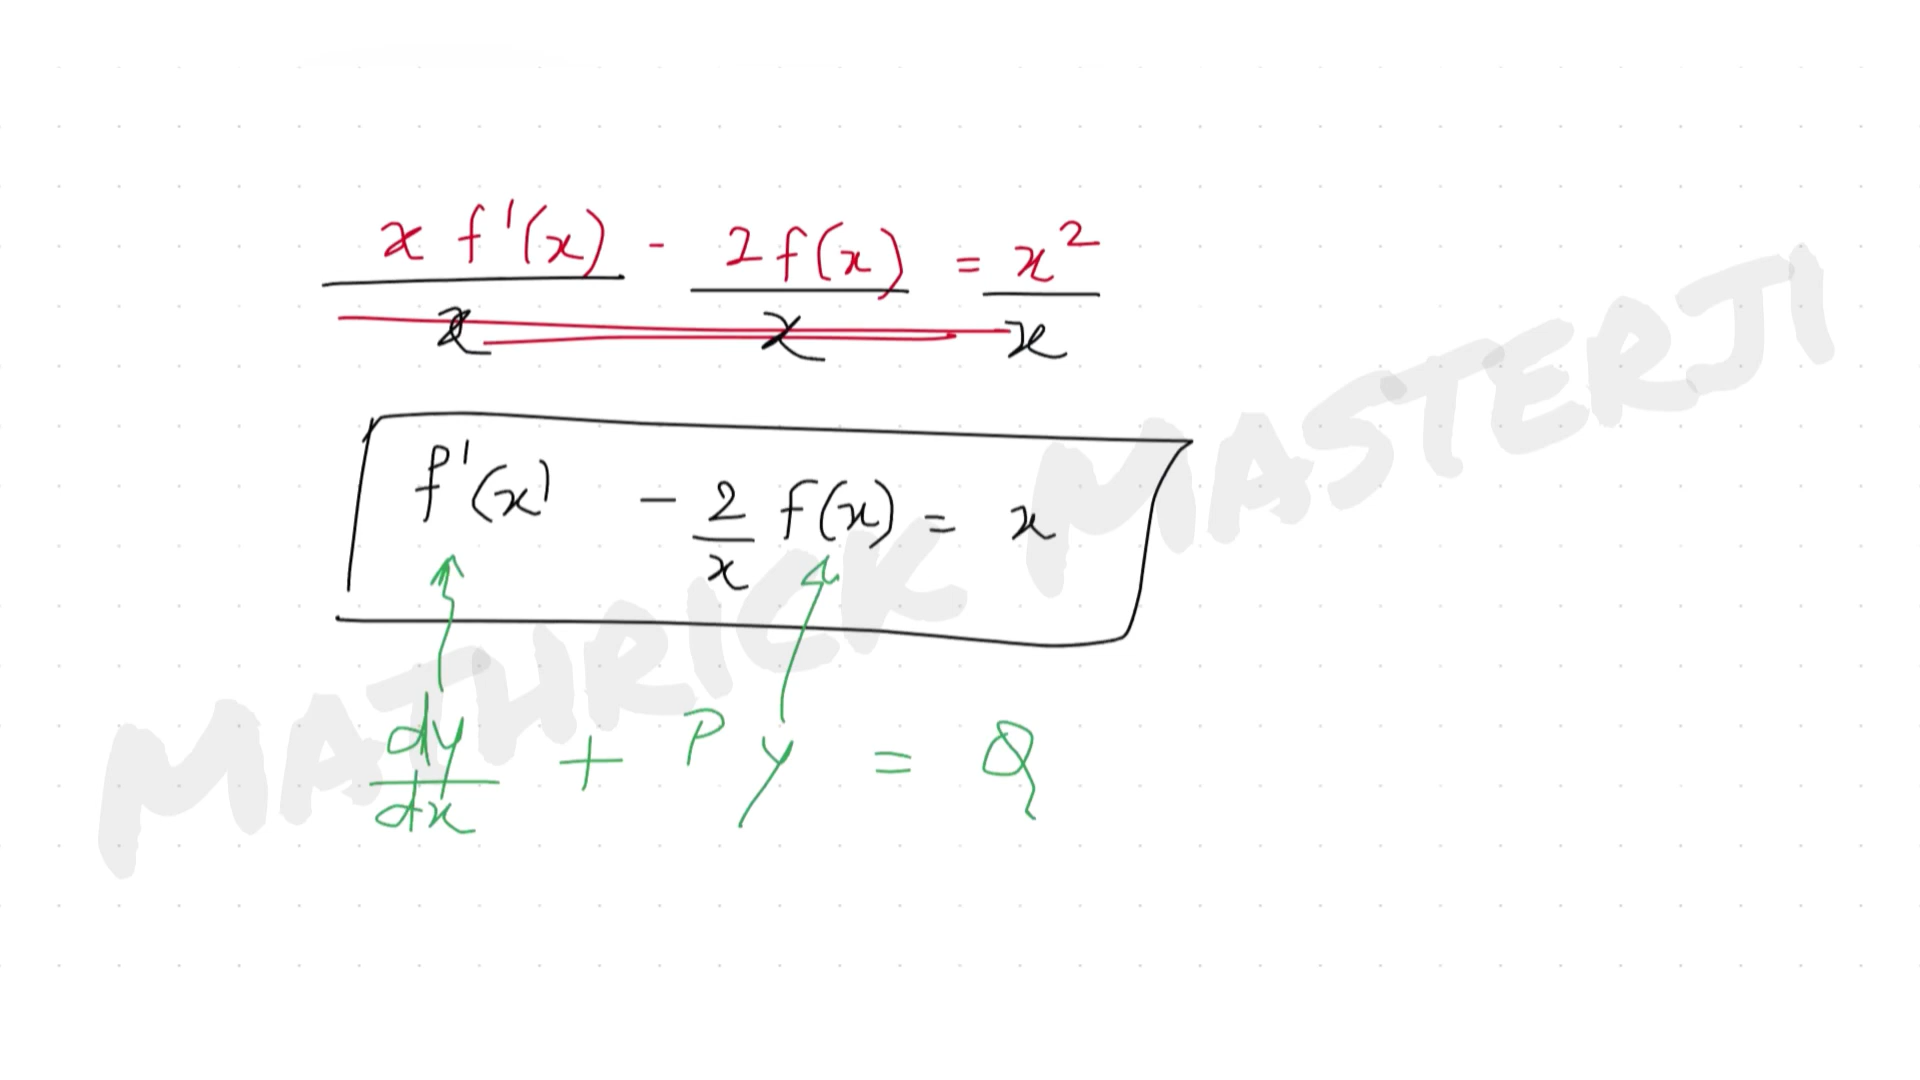 x f'(x) - 2f(x) = x²
x x x
f'(x) - 2/x f(x) = x
dy/dx + P y = Q
MATHRICK MASTERJI